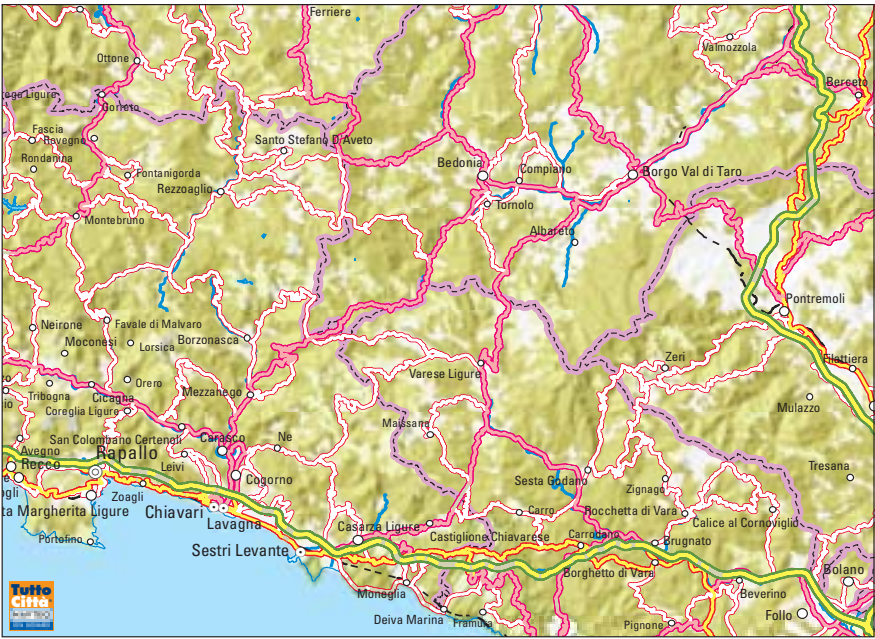 Ferriere
Valmozzola
Ottone
Berceto
Gorreto
Fascia
Rovegno
Santo Stefano D'Aveto
Rondanina
Bedonia
Compiano
Fontanigorda
Borgo Val di Taro
Rezzoaglio
Tornolo
Montebruno
Albareto
Pontremoli
Neirone
Favale di Malvaro
Moconesi
Lorsica
Borzonasca
Zeri
Filattiera
Varese Ligure
Orero
Tribogna
Cicagna
Mezzanego
Mulazzo
Coreglia Ligure
Maissana
San Colombano Certenoli
Carasco
Ne
Avegno
Rapallo
Recco
Leivi
Tresana
Cogorno
Sesta Godano
Zignago
Zoagli
ta Margherita Ligure
Chiavari
Carro
Rocchetta di Vara
Lavagna
Calice al Cornoviglio
Casarza Ligure
Castiglione Chiavarese
Carrodano
Portofino
Brugnato
Sestri Levante
Borghetto di Vara
Bolano
Moneglia
Beverino
Deiva Marina
Framura
Pignone
Follo
Tutto
Città